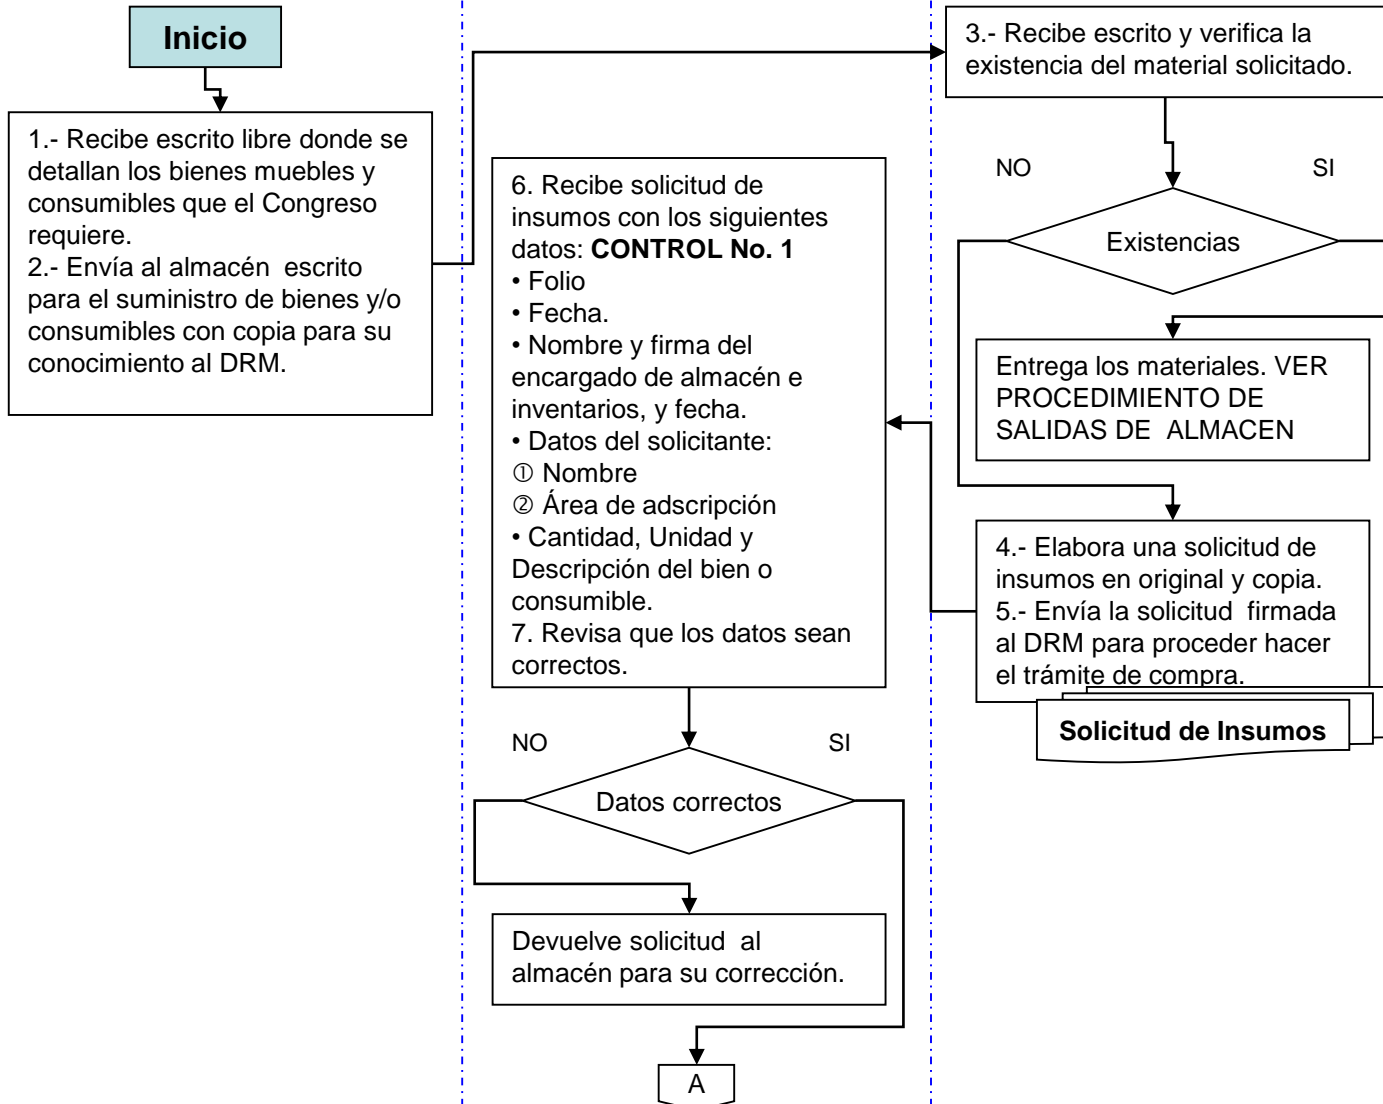 Inicio
1.- Recibe escrito libre donde se
detallan los bienes muebles y
consumibles que el Congreso
requiere.
2.- Envía al almacén  escrito
para el suministro de bienes y/o
consumibles con copia para su
conocimiento al DRM.
3.- Recibe escrito y verifica la
existencia del material solicitado.
NO
SI
Existencias
Entrega los materiales. VER
PROCEDIMIENTO DE
SALIDAS DE  ALMACEN
4.- Elabora una solicitud de
insumos en original y copia.
5.- Envía la solicitud  firmada
al DRM para proceder hacer
el trámite de compra.
Solicitud de Insumos
6. Recibe solicitud de
insumos con los siguientes
datos: CONTROL No. 1
• Folio
• Fecha.
• Nombre y firma del
encargado de almacén e
inventarios, y fecha.
• Datos del solicitante:
① Nombre
② Área de adscripción
• Cantidad, Unidad y
Descripción del bien o
consumible.
7. Revisa que los datos sean
correctos.
NO
SI
Datos correctos
Devuelve solicitud  al
almacén para su corrección.
A